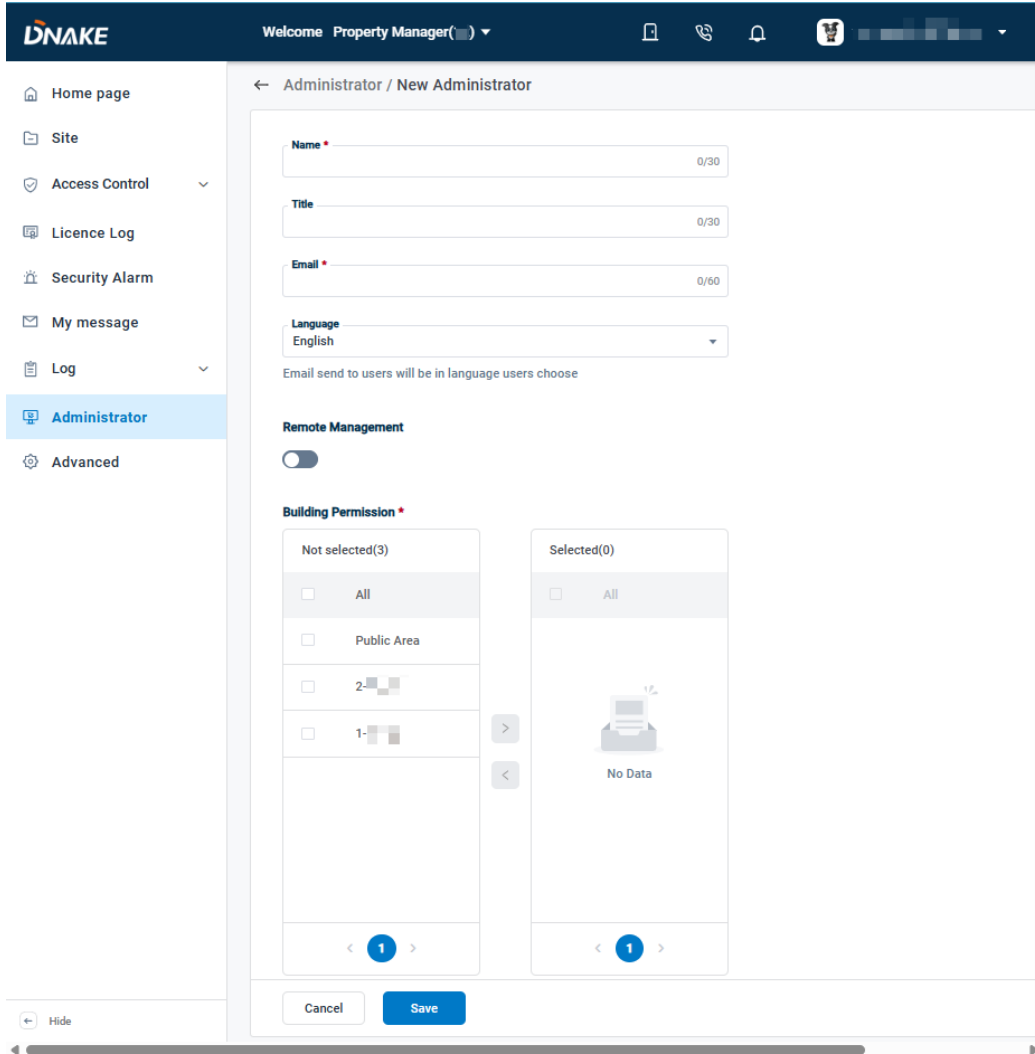 DNAKE
Welcome Property Manager( )
Home page
Site
Access Control
Licence Log
Security Alarm
My message
Log
Administrator
Advanced
Hide
Administrator / New Administrator
Name *
0/30
Title
0/30
Email *
0/60
Language
English
Email send to users will be in language users choose
Remote Management
Building Permission *
Not selected(3)
All
Public Area
2-
1-
1
Selected(0)
All
No Data
1
Cancel
Save